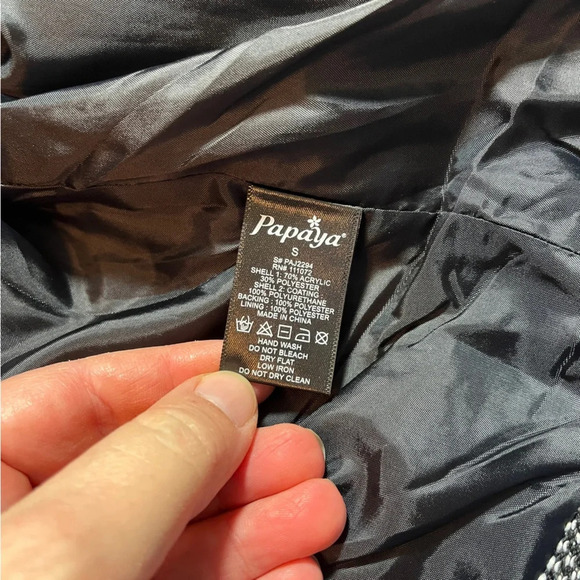 Papaya®
S
S# PAJ2294
RN# 111072
SHELL 1: 70% ACRYLIC
30% POLYESTER
SHELL 2: COATING :
100% POLYURETHANE
BACKING : 100% POLYESTER
LINING : 100% POLYESTER
MADE IN CHINA
HAND WASH
DO NOT BLEACH
DRY FLAT
LOW IRON
DO NOT DRY CLEAN